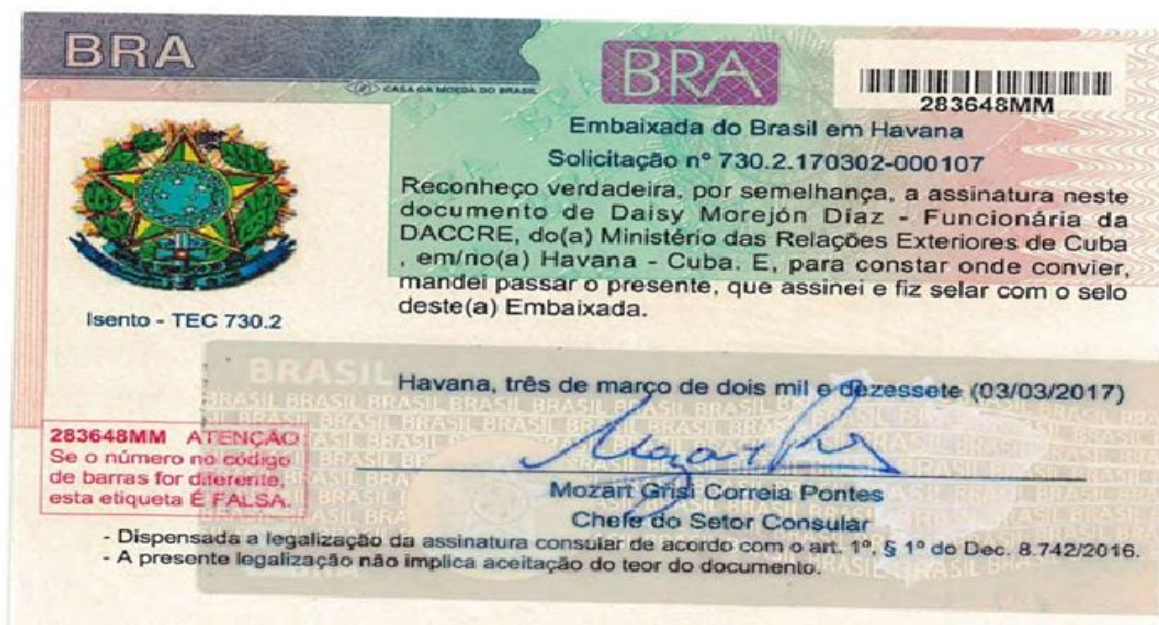 BRA
CASA DA MOEDA DO BRASIL
BRA
283648MM
Embaixada do Brasil em Havana
Solicitação nº 730.2.170302-000107
Reconheço verdadeira, por semelhança, a assinatura neste
documento de Daisy Morejón Díaz - Funcionária da
DACCRE, do(a) Ministério das Relações Exteriores de Cuba
, em/no(a) Havana - Cuba. E, para constar onde convier,
mandei passar o presente, que assinei e fiz selar com o selo
deste(a) Embaixada.
Isento - TEC 730.2
BRASIL
Havana, três de março de dois mil e dezessete (03/03/2017)
283648MM ATENÇÃO:
Se o número no código
de barras for diferente,
esta etiqueta É FALSA.
Mozart Grisi Correia Pontes
Chefe do Setor Consular
- Dispensada a legalização da assinatura consular de acordo com o art. 1º, § 1º do Dec. 8.742/2016.
- A presente legalização não implica aceitação do teor do documento.